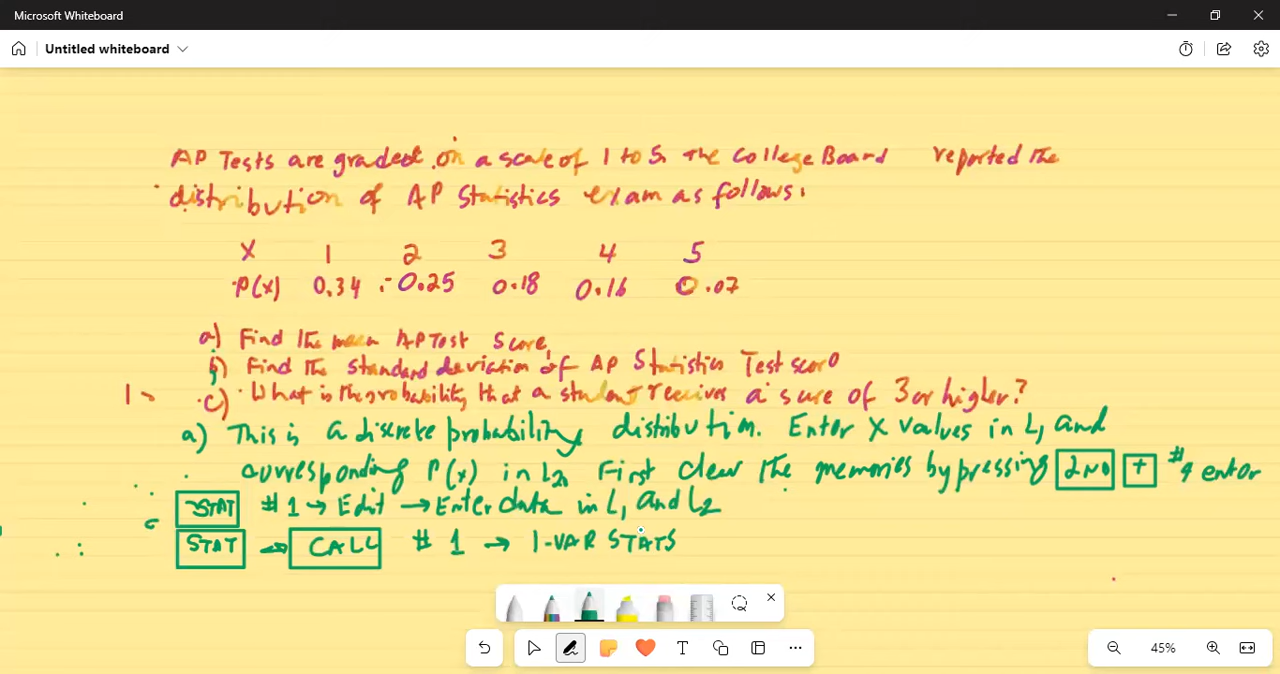 Microsoft Whiteboard
Untitled whiteboard
AP Tests are graded on a scale of 1 to 5. The College Board reported the
distribution of AP Statistics exam as follows.
X 1 2 3 4 5
P(x) 0.34 0.25 0.18 0.16 0.07
a) Find the mean AP Test Score
b) Find the standard deviation of AP Statistics Test score
1. c) What is the probability that a student receives a sure of 3 or higher?
a) This is a discrete probability distribution. Enter X values in L1 and
corresponding P(x) in L2. First clear the memories by pressing 2ND + #4 enter
STAT #1 → Edit → Enter data in L1 and L2
STAT → CALL #1 → 1-VAR STATS
45%